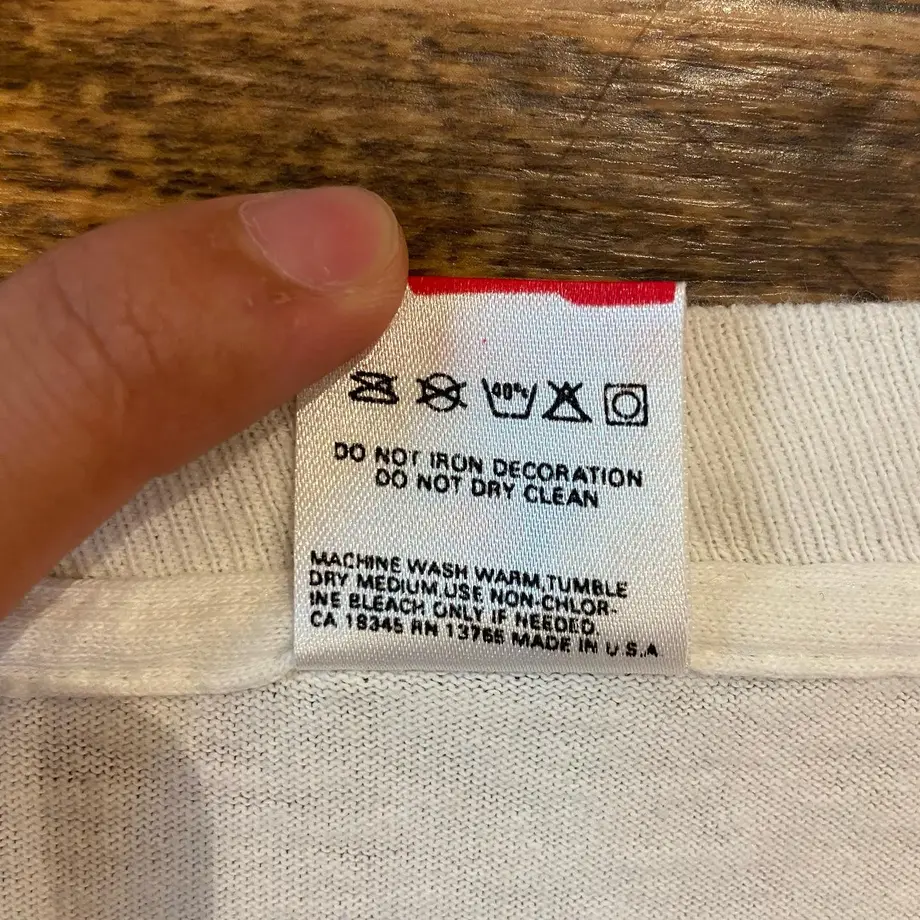 40°
DO NOT IRON DECORATION
DO NOT DRY CLEAN
MACHINE WASH WARM, TUMBLE
DRY MEDIUM, USE NON-CHLOR-
INE BLEACH ONLY IF NEEDED.
CA 18345 RN 13765 MADE IN U.S.A